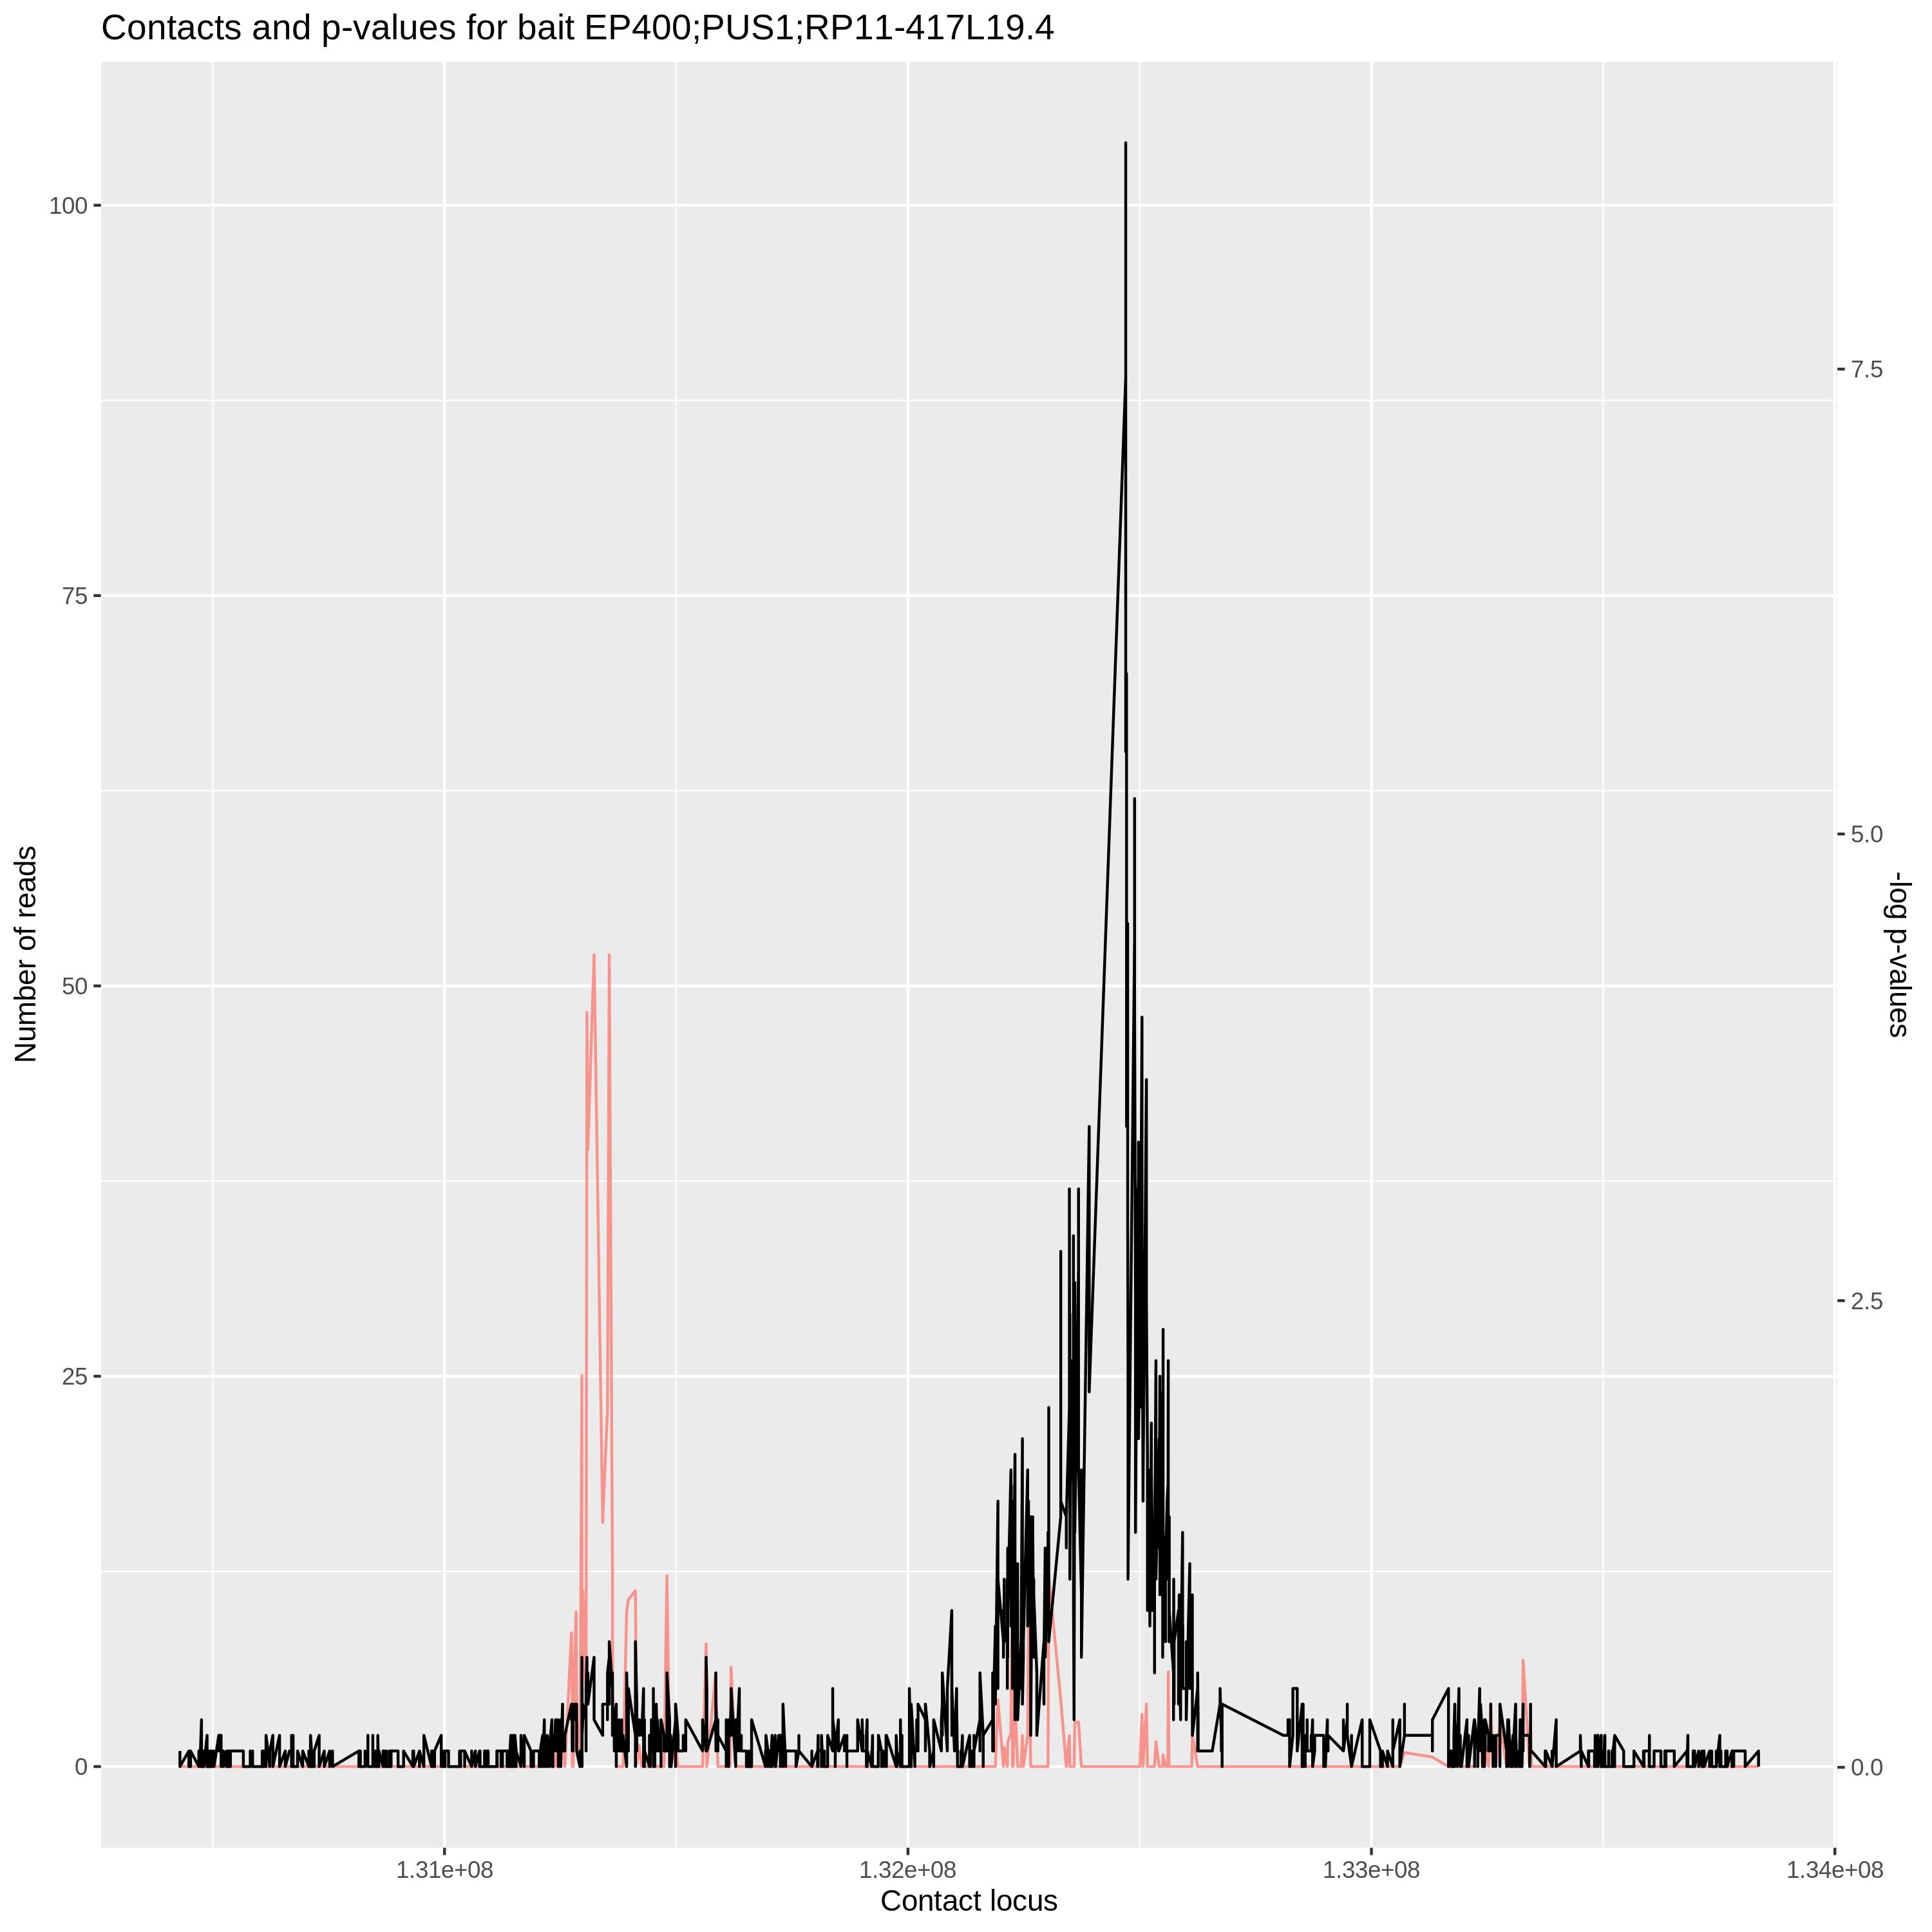 Contacts and p-values for bait EP400;PUS1;RP11-417L19.4
100
75
50
25
0
Number of reads
7.5
5.0
2.5
0.0
-log p-values
1.31e+08
1.32e+08
1.33e+08
1.34e+08
Contact locus